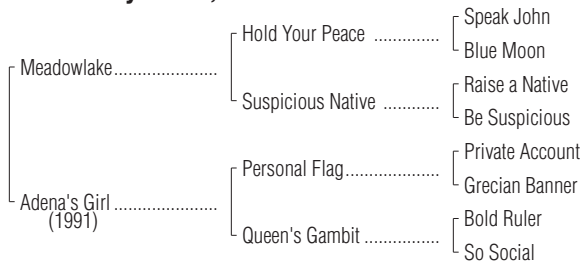 Speak John
Hold Your Peace ..............
Blue Moon
Meadowlake......................
Raise a Native
Suspicious Native ............
Be Suspicious
Private Account
Personal Flag....................
Grecian Banner
Adena's Girl ......................
(1991)
Bold Ruler
Queen's Gambit ................
So Social